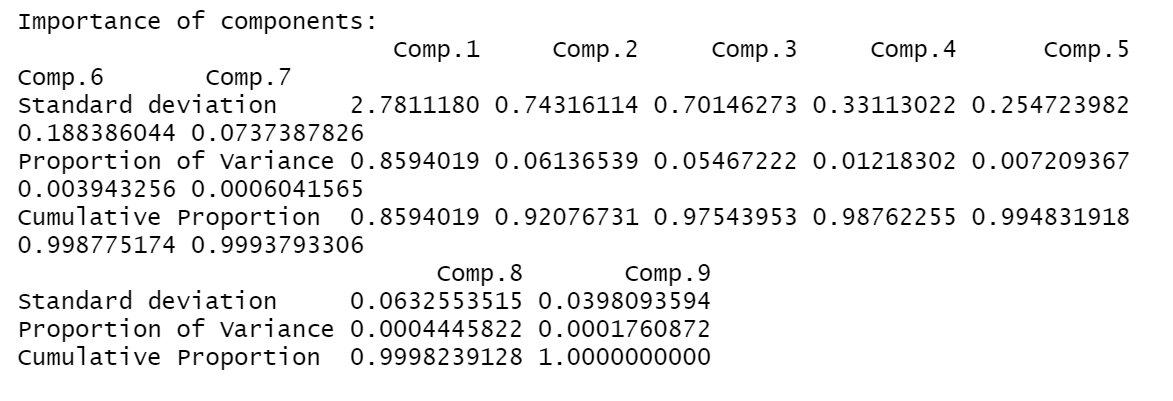 Importance of components:
                          Comp.1     Comp.2     Comp.3     Comp.4      Comp.5
Comp.6       Comp.7
Standard deviation     2.7811180 0.74316114 0.70146273 0.33113022 0.254723982
0.188386044 0.0737387826
Proportion of Variance 0.8594019 0.06136539 0.05467222 0.01218302 0.007209367
0.003943256 0.0006041565
Cumulative Proportion  0.8594019 0.92076731 0.97543953 0.98762255 0.994831918
0.998775174 0.9993793306
                             Comp.8       Comp.9
Standard deviation     0.0632553515 0.0398093594
Proportion of Variance 0.0004445822 0.0001760872
Cumulative Proportion  0.9998239128 1.0000000000